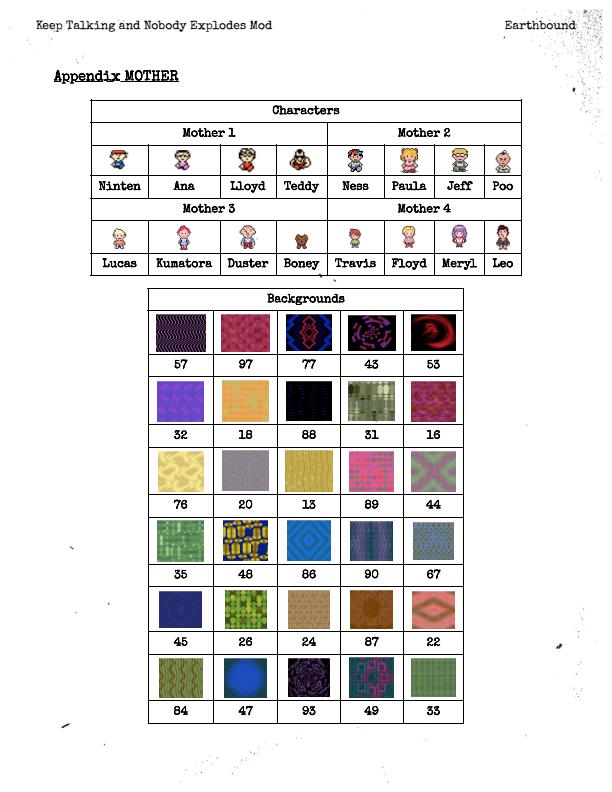 Keep Talking and Nobody Explodes Mod Earthbound
Appendix MOTHER
Characters
Mother 1 Mother 2
Ninten Ana Lloyd Teddy Ness Paula Jeff Poo
Mother 3 Mother 4
Lucas Kumatora Duster Boney Travis Floyd Meryl Leo
Backgrounds
57 97 77 43 53
32 18 88 31 16
76 20 13 89 44
35 48 86 90 67
45 26 24 87 22
84 47 93 49 33